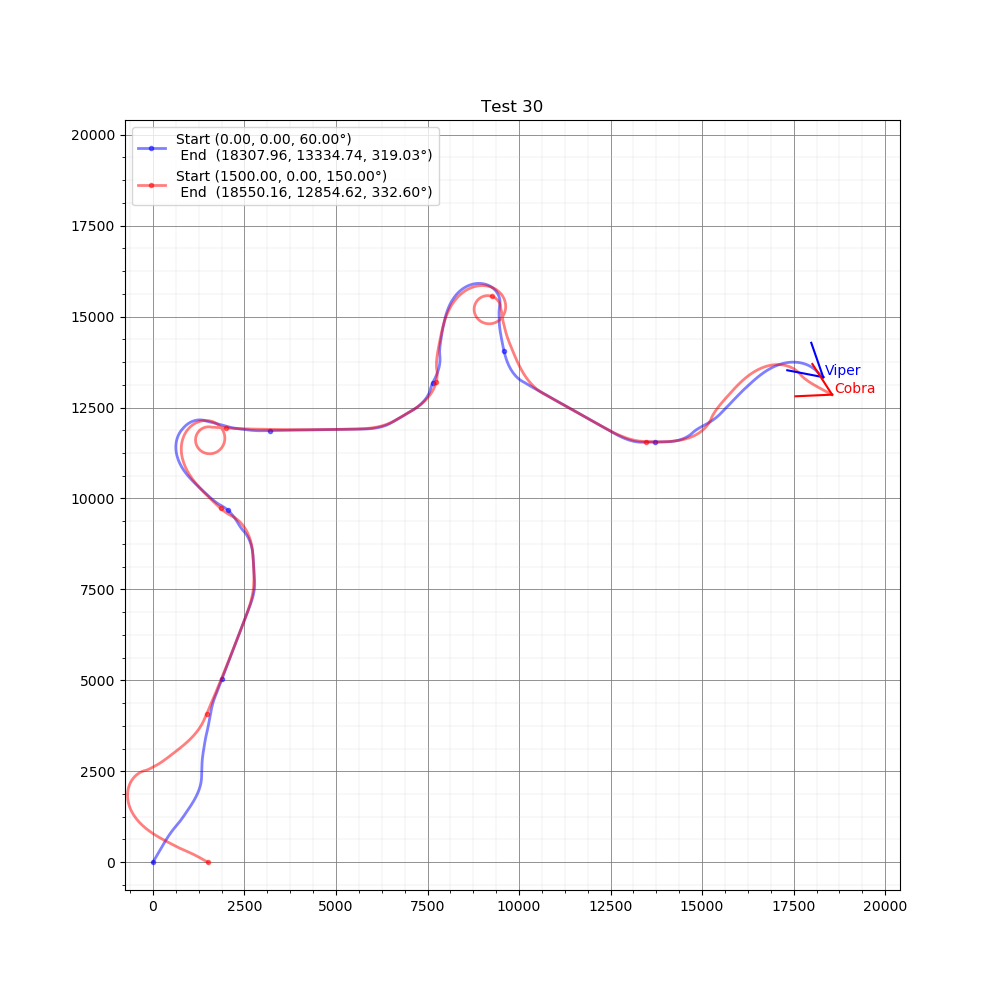 Test 30
Start (0.00, 0.00, 60.00°)
End (18307.96, 13334.74, 319.03°)
Start (1500.00, 0.00, 150.00°)
End (18550.16, 12854.62, 332.60°)
20000
17500
15000
12500
10000
7500
5000
2500
0
Viper
Cobra
0 2500 5000 7500 10000 12500 15000 17500 20000